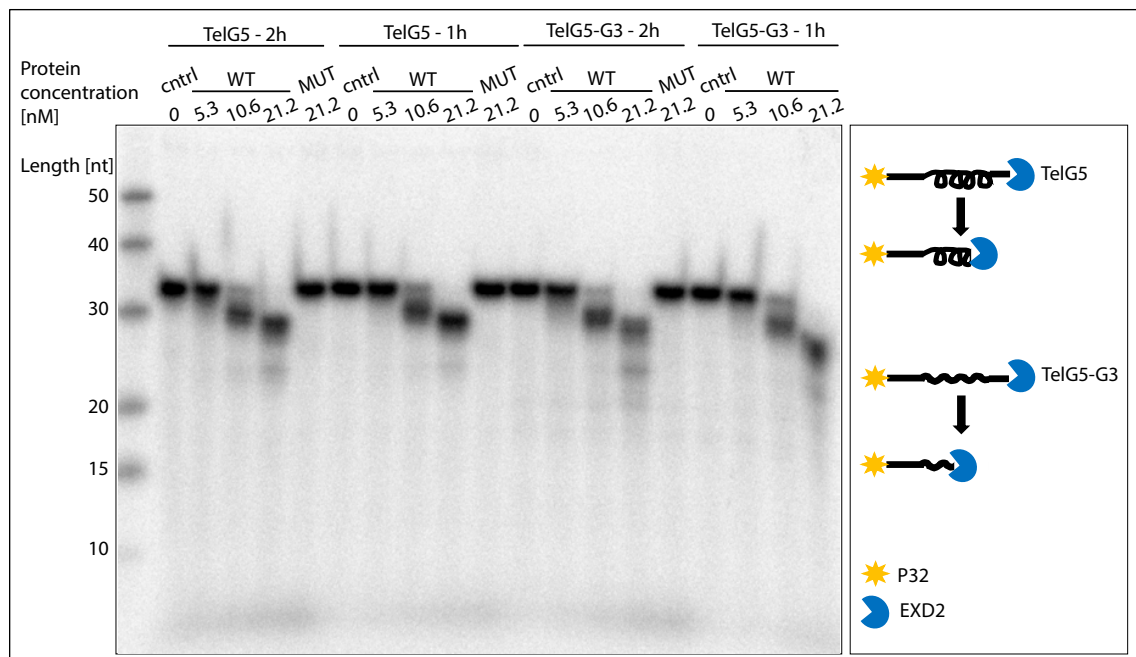 TelG5 - 2h TelG5 - 1h TelG5-G3 - 2h TelG5-G3 - 1h
Protein concentration [nM]
cntrl WT MUT cntrl WT MUT cntrl WT MUT cntrl WT
0 5.3 10.6 21.2 21.2 0 5.3 10.6 21.2 21.2 0 5.3 10.6 21.2 21.2 0 5.3 10.6 21.2
Length [nt]
50
40
30
20
15
10
TelG5
TelG5-G3
P32
EXD2